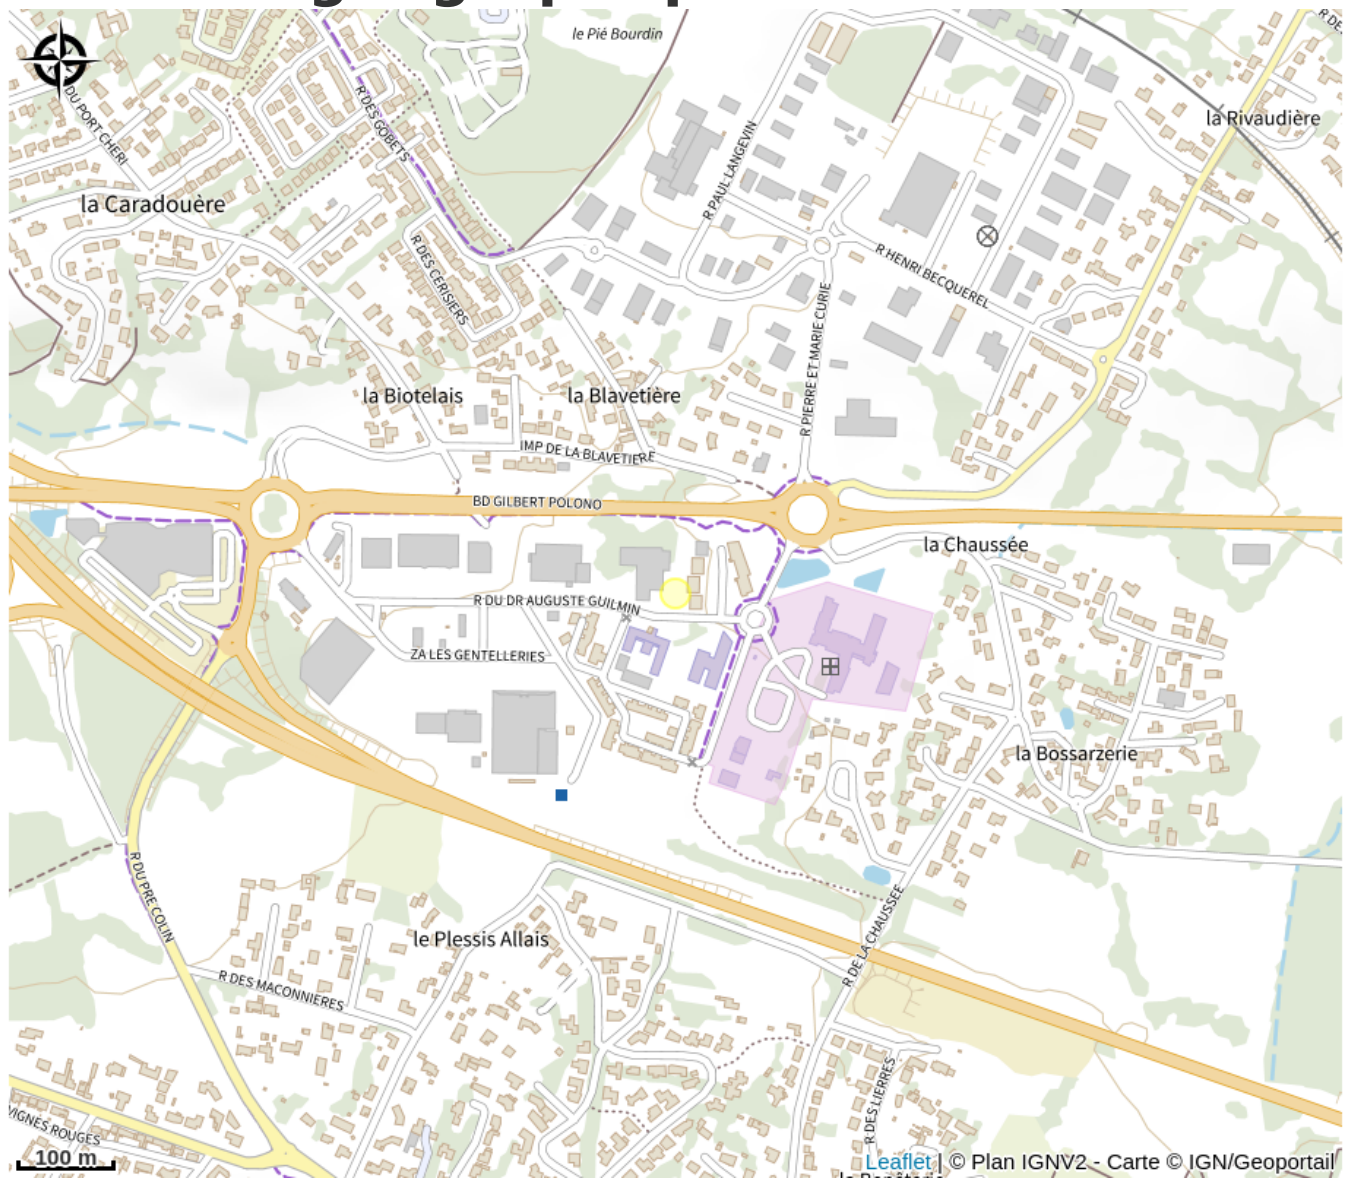 le Pié Bourdin
R DES GOBETS
DU PORT CHERI
la Rivaudière
R PAUL LANGEVIN
la Caradouère
R DES CERISIERS
R HENRI BECQUEREL
R PIERRE ET MARIE CURIE
la Biotelais
la Blavetière
IMP DE LA BLAVETIERE
BD GILBERT POLONO
la Chaussée
R DU DR AUGUSTE GUILMIN
ZA LES GENTELLERIES
la Bossarzerie
R DU PRE COLIN
R DE LA CHAUSSEE
le Plessis Allais
R DES MACONNIERES
R DES LIERRES
VIGNES ROUGES
100 m
Leaflet | © Plan IGNV2 - Carte © IGN/Geoportail